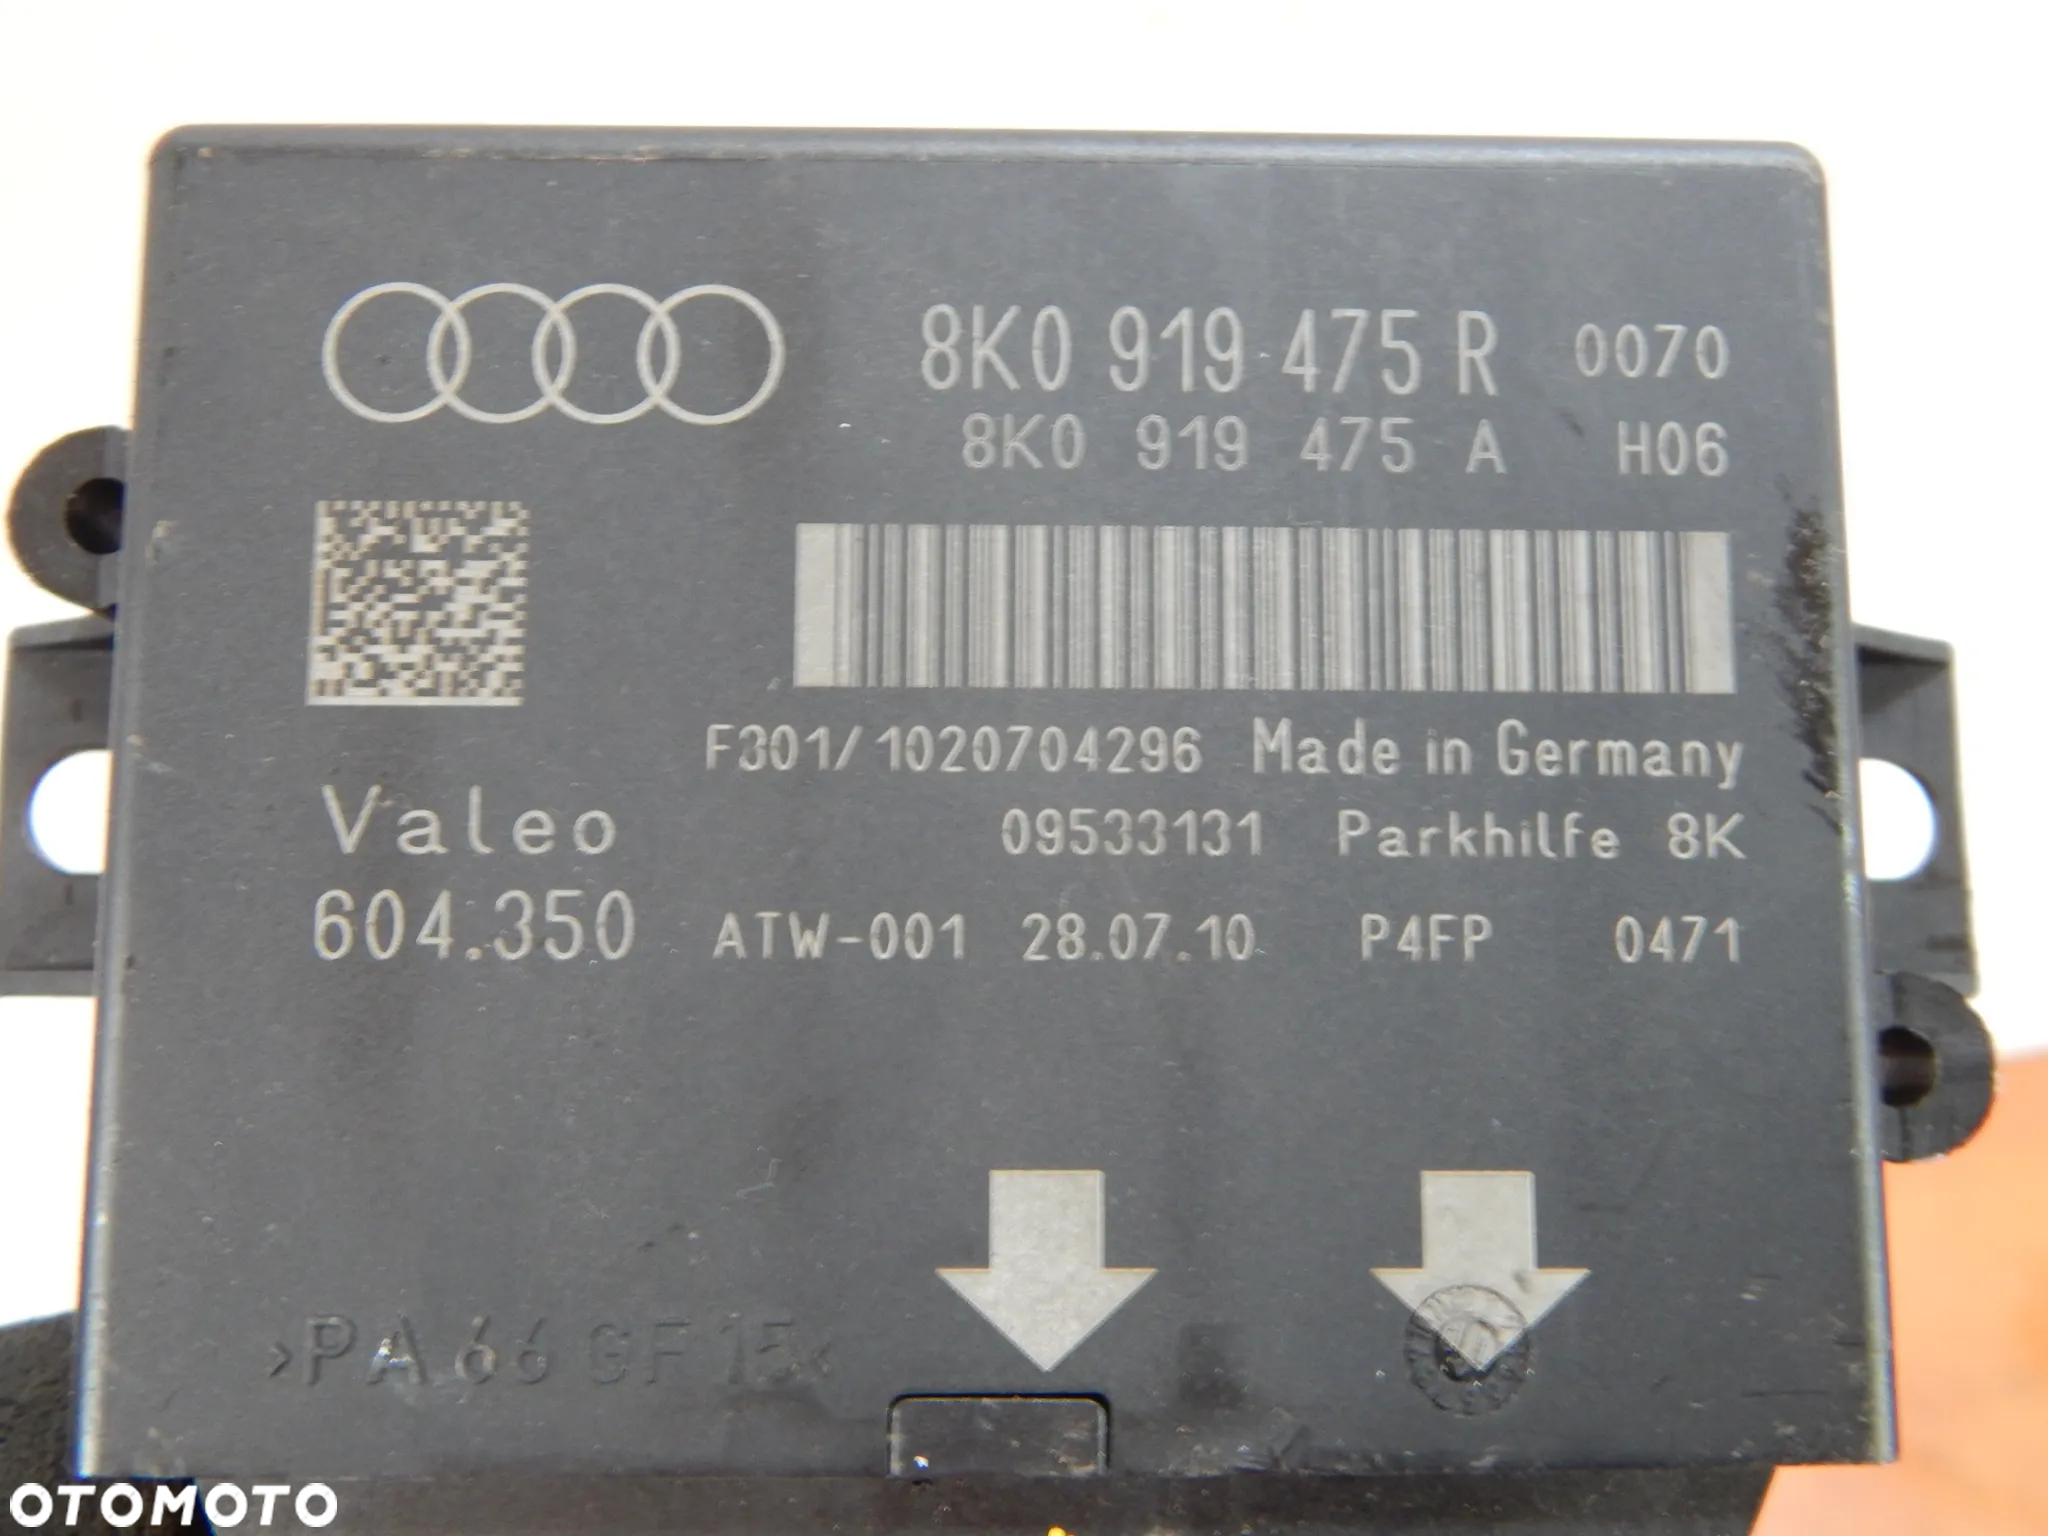 8K0 919 475 R 0070
8K0 919 475 A H06
F301/1020704296 Made in Germany
Valeo 09533131 Parkhilfe 8K
604.350 ATW-001 28.07.10 P4FP 0471
>PA 66 GF 15<
OTOMOTO